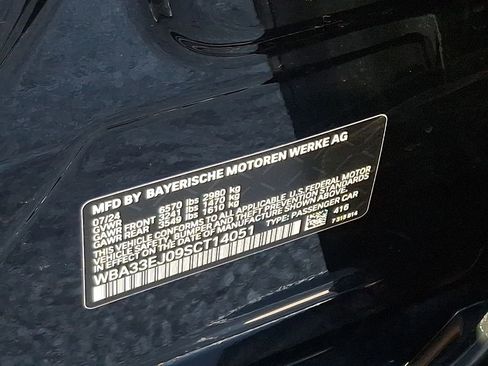 MFD BY BAYERISCHE MOTOREN WERKE AG
07/24
GVWR 6570 lbs 2980 kg
GAWR FRONT 3241 lbs 1470 kg
GAWR REAR 3549 lbs 1610 kg
THIS VEHICLE CONFORMS TO ALL APPLICABLE U.S. FEDERAL MOTOR
VEHICLE SAFETY, BUMPER, AND THEFT PREVENTION STANDARDS
IN EFFECT ON THE DATE OF MANUFACTURE SHOWN ABOVE.
WBA33EJ09SCT14051 TYPE: PASSENGER CAR
416
7 319 814